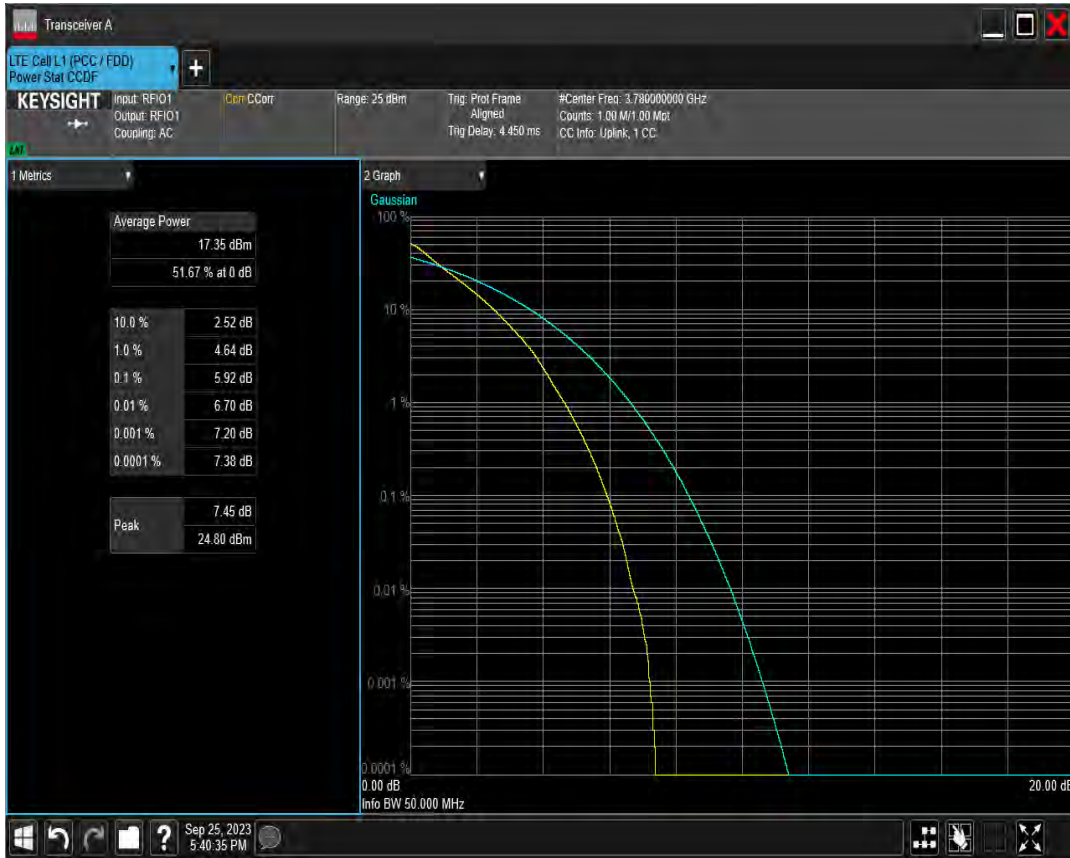 Transceiver A
LTE Cell L1 (PCC / FDD)
Power Stat CCDF
+
KEYSIGHT
Input: RFIO1
Output: RFIO1
Coupling: AC
Corr CCorr
Range: 25 dBm
Trig: Prot Frame
Aligned
Trig Delay: 4.450 ms
#Center Freq: 3.780000000 GHz
Counts: 1.00 M/1.00 Mpt
CC Info: Uplink, 1 CC
1 Metrics
Average Power
17.35 dBm
51.67 % at 0 dB
10.0 % 2.52 dB
1.0 % 4.64 dB
0.1 % 5.92 dB
0.01 % 6.70 dB
0.001 % 7.20 dB
0.0001 % 7.38 dB
Peak
7.45 dB
24.80 dBm
2 Graph
Gaussian
100 %
10 %
1 %
0.1 %
0.01 %
0.001 %
0.0001 %
0.00 dB
20.00 dB
Info BW 50.000 MHz
?
Sep 25, 2023
5:40:35 PM